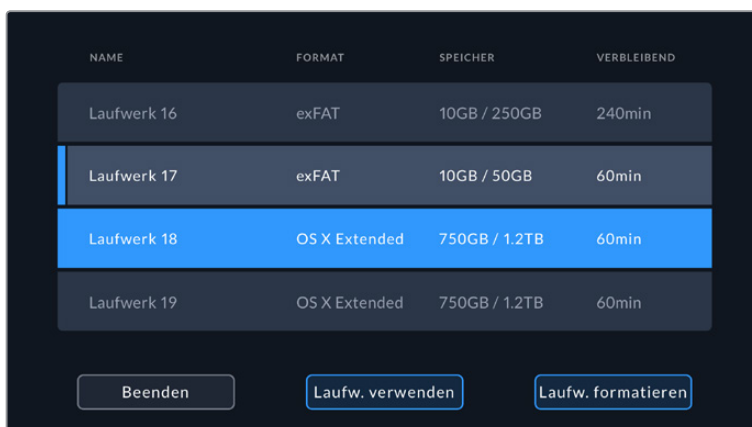 NAME FORMAT SPEICHER VERBLEIBEND
Laufwerk 16 exFAT 10GB / 250GB 240min
Laufwerk 17 exFAT 10GB / 50GB 60min
Laufwerk 18 OS X Extended 750GB / 1.2TB 60min
Laufwerk 19 OS X Extended 750GB / 1.2TB 60min
Beenden Laufw. verwenden Laufw. formatieren